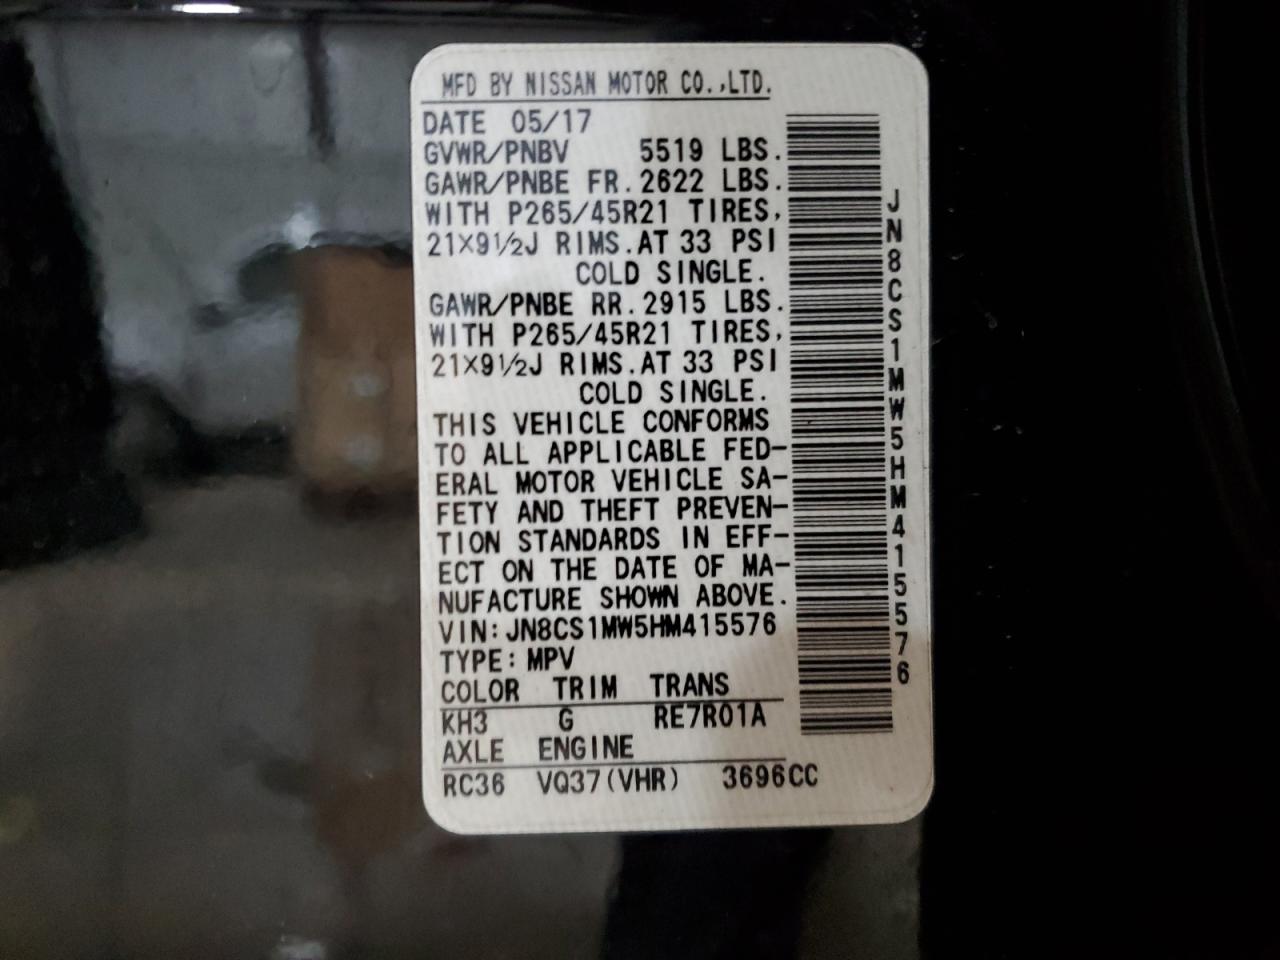 MFD BY NISSAN MOTOR CO.,LTD.
DATE 05/17
GVWR/PNBV 5519 LBS.
GAWR/PNBE FR. 2622 LBS.
WITH P265/45R21 TIRES,
21X9½J RIMS. AT 33 PSI
COLD SINGLE.
GAWR/PNBE RR. 2915 LBS.
WITH P265/45R21 TIRES,
21X9½J RIMS. AT 33 PSI
COLD SINGLE.
THIS VEHICLE CONFORMS
TO ALL APPLICABLE FED-
ERAL MOTOR VEHICLE SA-
FETY AND THEFT PREVEN-
TION STANDARDS IN EFF-
ECT ON THE DATE OF MA-
NUFACTURE SHOWN ABOVE.
VIN: JN8CS1MW5HM415576
TYPE: MPV
COLOR TRIM TRANS
KH3 G RE7R01A
AXLE ENGINE
RC36 VQ37(VHR) 3696CC
JN8CS1MW5HM415576